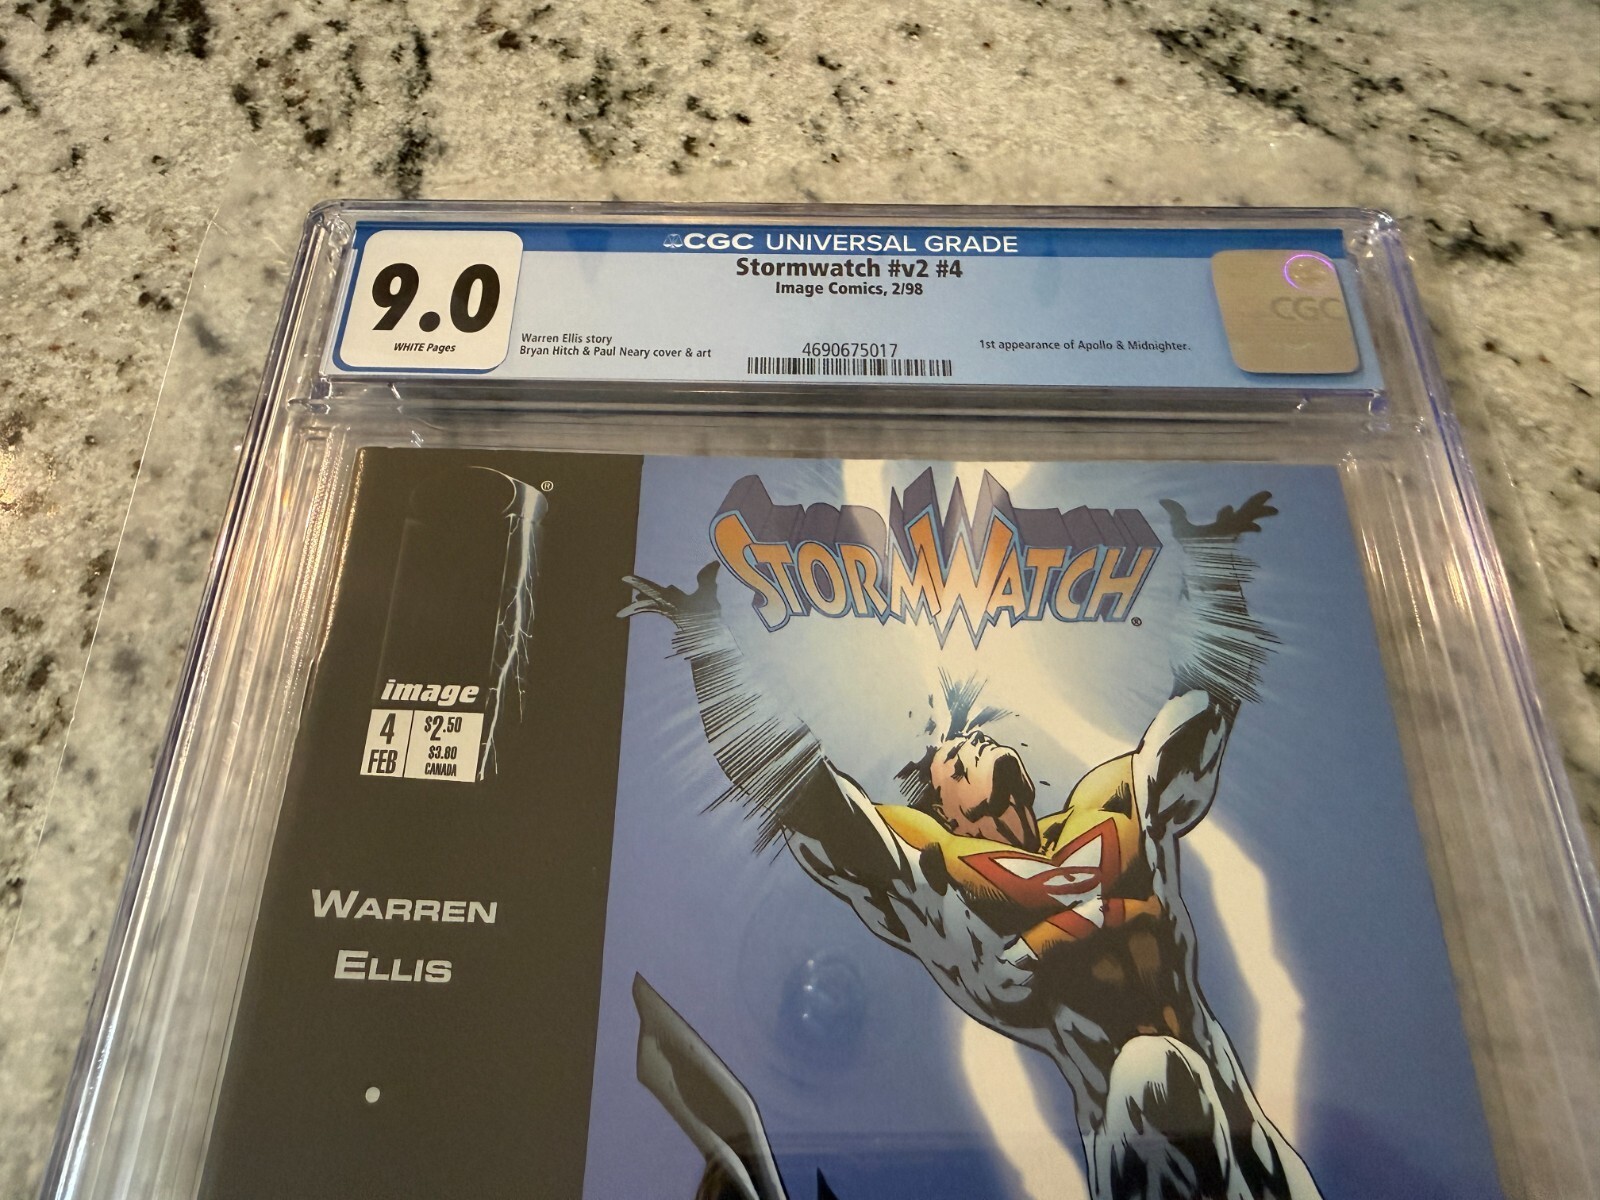 CGC UNIVERSAL GRADE
9.0
WHITE Pages
Stormwatch #v2 #4
Image Comics, 2/98
Warren Ellis story
Bryan Hitch & Paul Neary cover & art
4690675017
1st appearance of Apollo & Midnighter.
CGC
®
STORMWATCH®
image
4
FEB
$2.50
$3.80
CANADA
WARREN
ELLIS